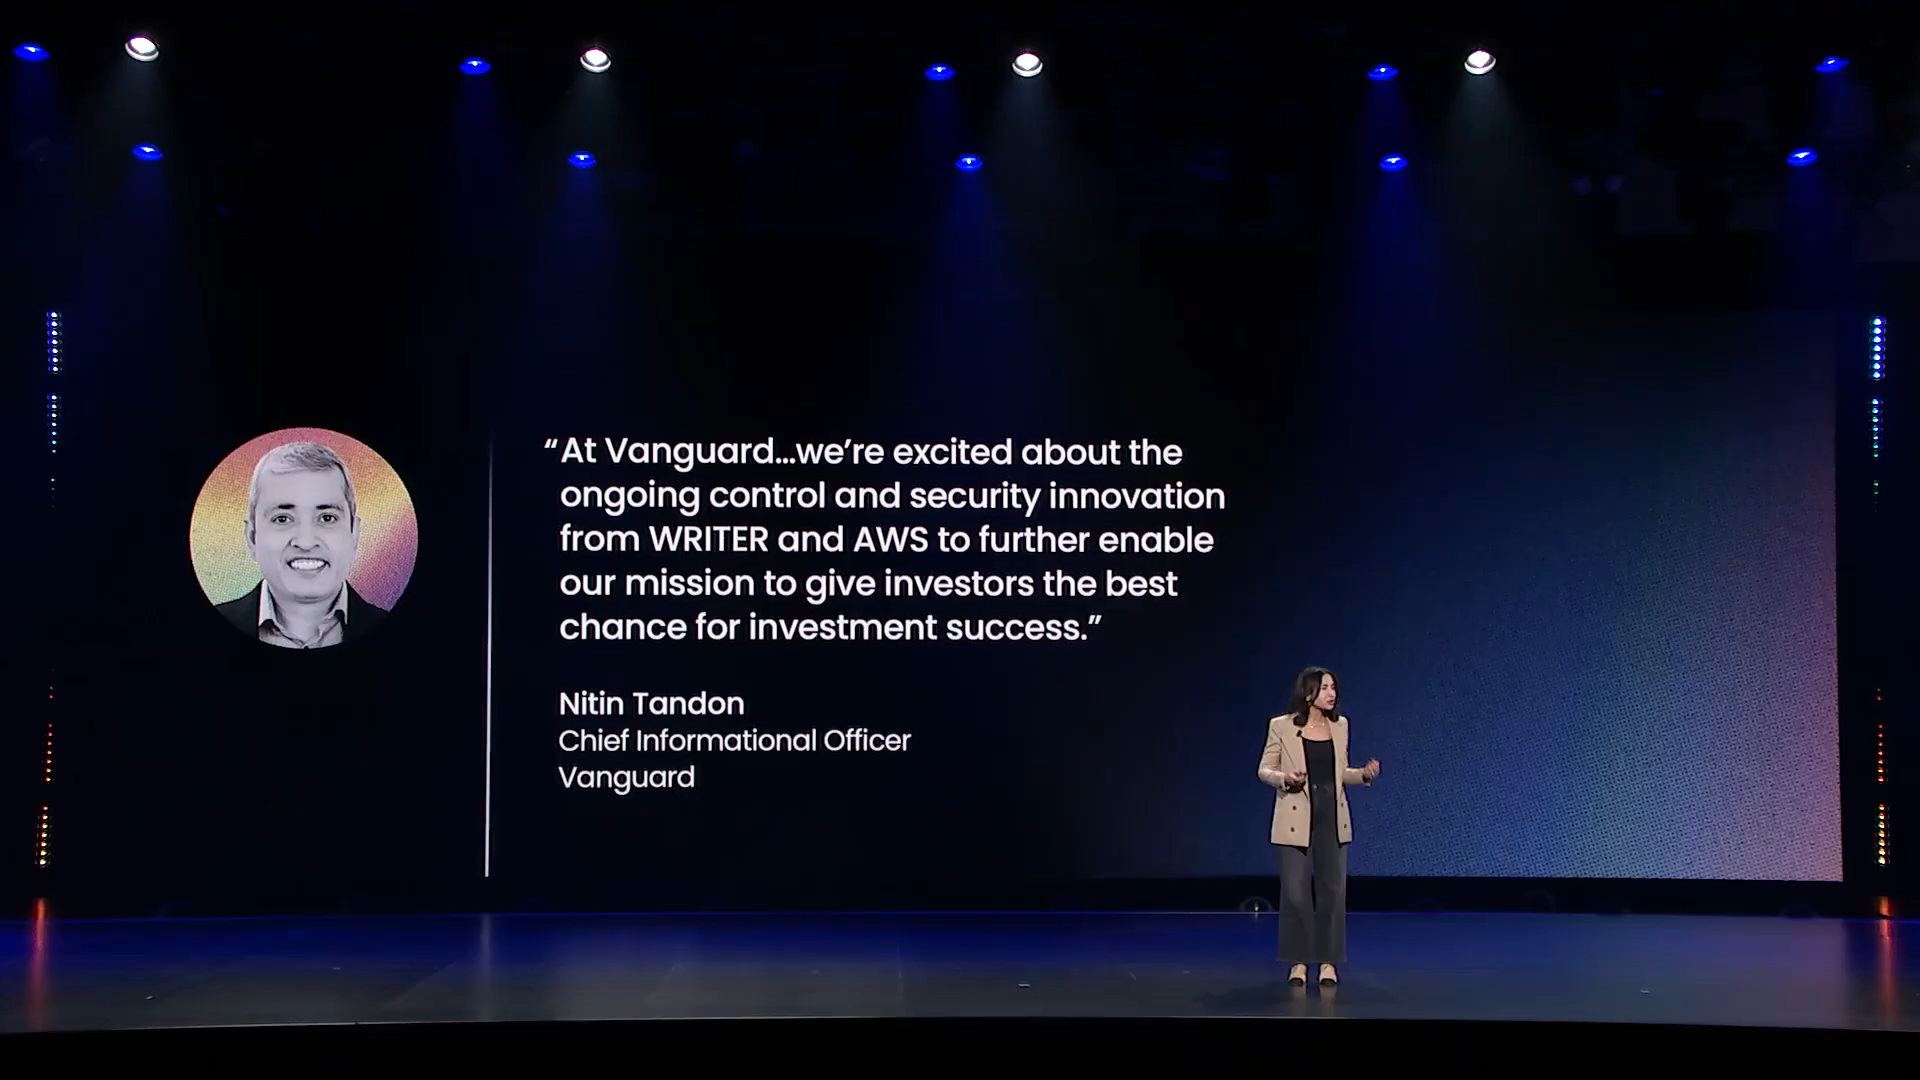 “At Vanguard...we’re excited about the
ongoing control and security innovation
from WRITER and AWS to further enable
our mission to give investors the best
chance for investment success.”
Nitin Tandon
Chief Informational Officer
Vanguard